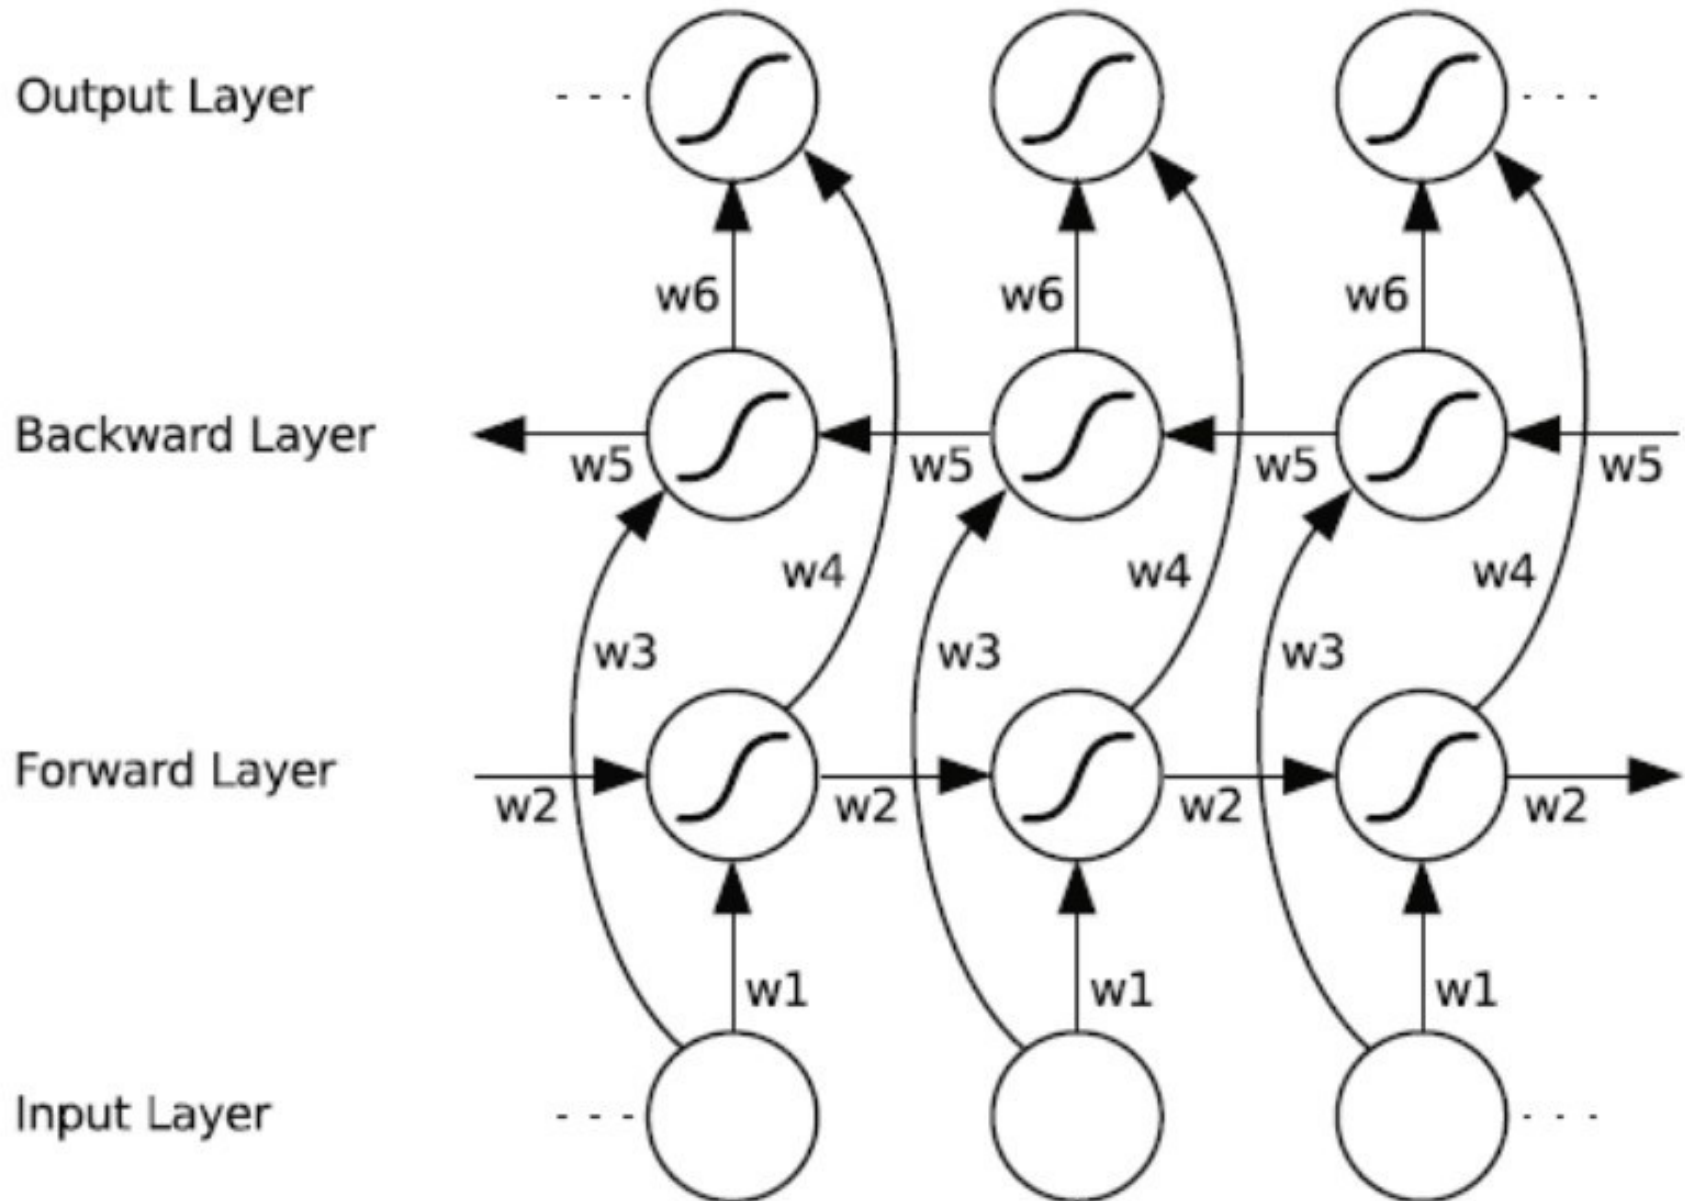 Output Layer
w6 w6 w6
Backward Layer
w5 w5 w5 w5
w4 w4 w4
w3 w3 w3
Forward Layer
w2 w2 w2 w2
w1 w1 w1
Input Layer